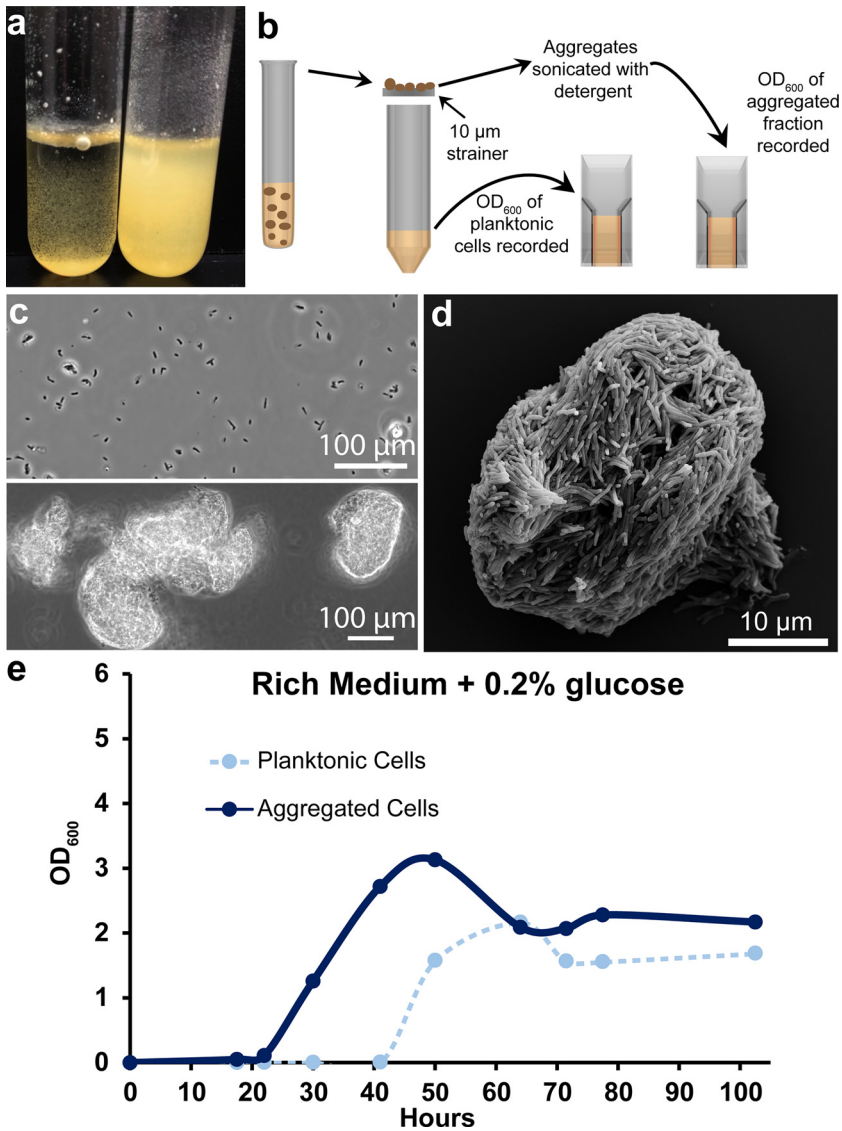 a
b
Aggregates
sonicated with
detergent
OD600 of
aggregated
fraction
recorded
10 µm
strainer
OD600 of
planktonic
cells recorded
c
100 µm
100 µm
d
10 µm
e
Rich Medium + 0.2% glucose
6
5
4
3
2
1
0
OD600
Planktonic Cells
Aggregated Cells
0 10 20 30 40 50 60 70 80 90 100
Hours